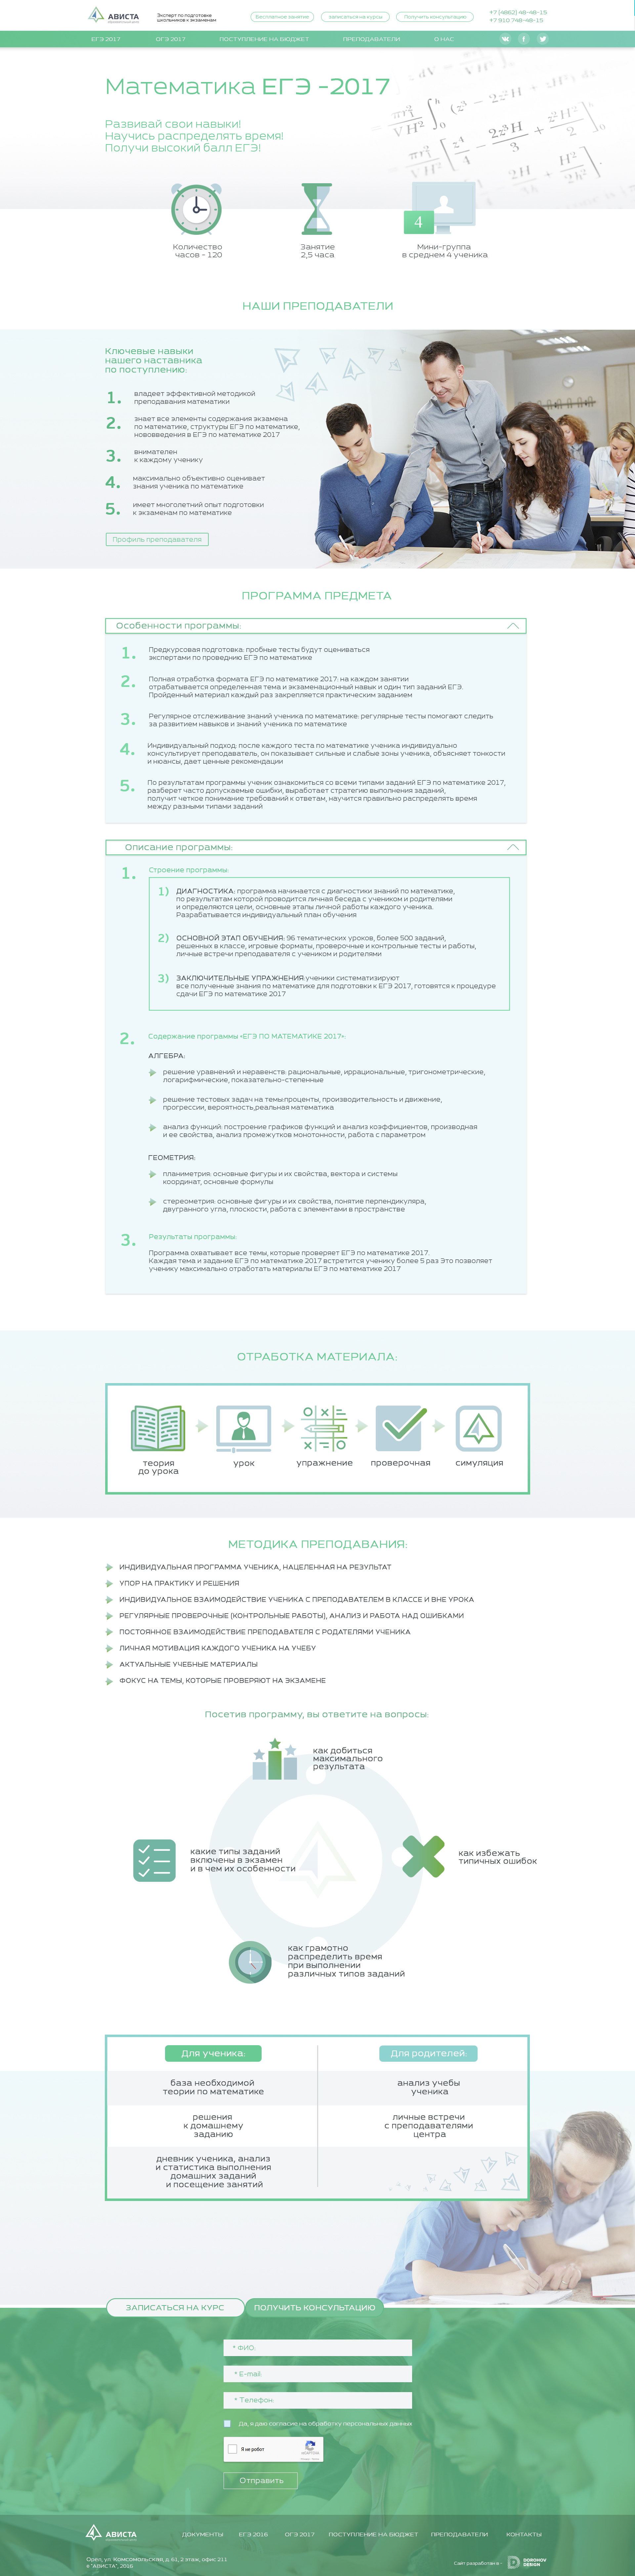 АВИСТА
Эксперт по подготовке
школьников к экзаменам
Бесплатное занятие
записаться на курсы
Получить консультацию
+7 (4862) 48-48-15
+7 910 748-48-15
ЕГЭ 2017
ОГЭ 2017
ПОСТУПЛЕНИЕ НА БЮДЖЕТ
ПРЕПОДАВАТЕЛИ
О НАС
Математика ЕГЭ -2017
Развивай свои навыки!
Научись распределять время!
Получи высокий балл ЕГЭ!
4
Количество
часов - 120
Занятие
2,5 часа
Мини-группа
в среднем 4 ученика
НАШИ ПРЕПОДАВАТЕЛИ
Ключевые навыки
нашего наставника
по поступлению:
1. владеет эффективной методикой
преподавания математики
2. знает все элементы содержания экзамена
по математике, структуры ЕГЭ по математике,
нововведения в ЕГЭ по математике 2017
3. внимателен
к каждому ученику
4. максимально объективно оценивает
знания ученика по математике
5. имеет многолетний опыт подготовки
к экзаменам по математике
Профиль преподавателя
ПРОГРАММА ПРЕДМЕТА
Особенности программы:
1. Предкурсовая подготовка: пробные тесты будут оцениваться
экспертами по проведнию ЕГЭ по математике
2. Полная отработка формата ЕГЭ по математике 2017: на каждом занятии
отрабатывается определенная тема и экзаменационный навык и один тип заданий ЕГЭ.
Пройденный материал каждый раз закрепляется практическим заданием
3. Регулярное отслеживание знаний ученика по математике: регулярные тесты помогают следить
за развитием навыков и знаний ученика по математике
4. Индивидуальный подход: после каждого теста по математике ученика индивидуально
консультирует преподаватель, он показывает сильные и слабые зоны ученика, объясняет тонкости
и нюансы, дает ценные рекомендации
5. По результатам программы ученик ознакомиться со всеми типами заданий ЕГЭ по математике 2017,
разберет часто допускаемые ошибки, выработает стратегию выполнения заданий,
получит четкое понимание требований к ответам, научится правильно распределять время
между разными типами заданий
Описание программы:
1. Строение программы:
1) ДИАГНОСТИКА: программа начинается с диагностики знаний по математике,
по результатам которой проводится личная беседа с учеником и родителями
и определяются цели, основные этапы личной работы каждого ученика.
Разрабатывается индивидуальный план обучения
2) ОСНОВНОЙ ЭТАП ОБУЧЕНИЯ: 96 тематических уроков, более 500 заданий,
решенных в классе, игровые форматы, проверочные и контрольные тесты и работы,
личные встречи преподавателя с учеником и родителями
3) ЗАКЛЮЧИТЕЛЬНЫЕ УПРАЖНЕНИЯ:ученики систематизируют
все полученные знания по математике для подготовки к ЕГЭ 2017, готовятся к процедуре
сдачи ЕГЭ по математике 2017
2. Содержание программы «ЕГЭ ПО МАТЕМАТИКЕ 2017»:
АЛГЕБРА:
решение уравнений и неравенств: рациональные, иррациональные, тригонометрические,
логарифмические, показательно-степенные
решение тестовых задач на темы:проценты, производительность и движение,
прогрессии, вероятность,реальная математика
анализ функций: построение графиков функций и анализ коэффициентов, производная
и ее свойства, анализ промежутков монотонности, работа с параметром
ГЕОМЕТРИЯ:
планиметрия: основные фигуры и их свойства, вектора и системы
координат, основные формулы
стереометрия: основные фигуры и их свойства, понятие перпендикуляра,
двугранного угла, плоскости, работа с элементами в пространстве
3. Результаты программы:
Программа охватывает все темы, которые проверяет ЕГЭ по математике 2017.
Каждая тема и задание ЕГЭ по математике 2017 встретится ученику более 5 раз Это позволяет
ученику максимально отработать материалы ЕГЭ по математике 2017
ОТРАБОТКА МАТЕРИАЛА:
теория
до урока
урок
упражнение
проверочная
симуляция
МЕТОДИКА ПРЕПОДАВАНИЯ:
ИНДИВИДУАЛЬНАЯ ПРОГРАММА УЧЕНИКА, НАЦЕЛЕННАЯ НА РЕЗУЛЬТАТ
УПОР НА ПРАКТИКУ И РЕШЕНИЯ
ИНДИВИДУАЛЬНОЕ ВЗАИМОДЕЙСТВИЕ УЧЕНИКА С ПРЕПОДАВАТЕЛЕМ В КЛАССЕ И ВНЕ УРОКА
РЕГУЛЯРНЫЕ ПРОВЕРОЧНЫЕ (КОНТРОЛЬНЫЕ РАБОТЫ), АНАЛИЗ И РАБОТА НАД ОШИБКАМИ
ПОСТОЯННОЕ ВЗАИМОДЕЙСТВИЕ ПРЕПОДАВАТЕЛЯ С РОДАТЕЛЯМИ УЧЕНИКА
ЛИЧНАЯ МОТИВАЦИЯ КАЖДОГО УЧЕНИКА НА УЧЕБУ
АКТУАЛЬНЫЕ УЧЕБНЫЕ МАТЕРИАЛЫ
ФОКУС НА ТЕМЫ, КОТОРЫЕ ПРОВЕРЯЮТ НА ЭКЗАМЕНЕ
Посетив программу, вы ответите на вопросы:
как добиться
максимального
результата
какие типы заданий
включены в экзамен
и в чем их особенности
как избежать
типичных ошибок
как грамотно
распределить время
при выполнении
различных типов заданий
Для ученика:
Для родителей:
база необходимой
теории по математике
анализ учебы
ученика
решения
к домашнему
заданию
личные встречи
с преподавателями
центра
дневник ученика, анализ
и статистика выполнения
домашних заданий
и посещение занятий
ЗАПИСАТЬСЯ НА КУРС
ПОЛУЧИТЬ КОНСУЛЬТАЦИЮ
* ФИО:
* E-mail:
* Телефон:
Да, я даю согласие на обработку персональных данных
Я не робот
Отправить
АВИСТА
ДОКУМЕНТЫ
ЕГЭ 2016
ОГЭ 2017
ПОСТУПЛЕНИЕ НА БЮДЖЕТ
ПРЕПОДАВАТЕЛИ
КОНТАКТЫ
Орёл, ул. Комсомольская, д. 61, 2 этаж, офис 211
© "АВИСТА", 2016
Сайт разработан в -
DOROHOV
DESIGN